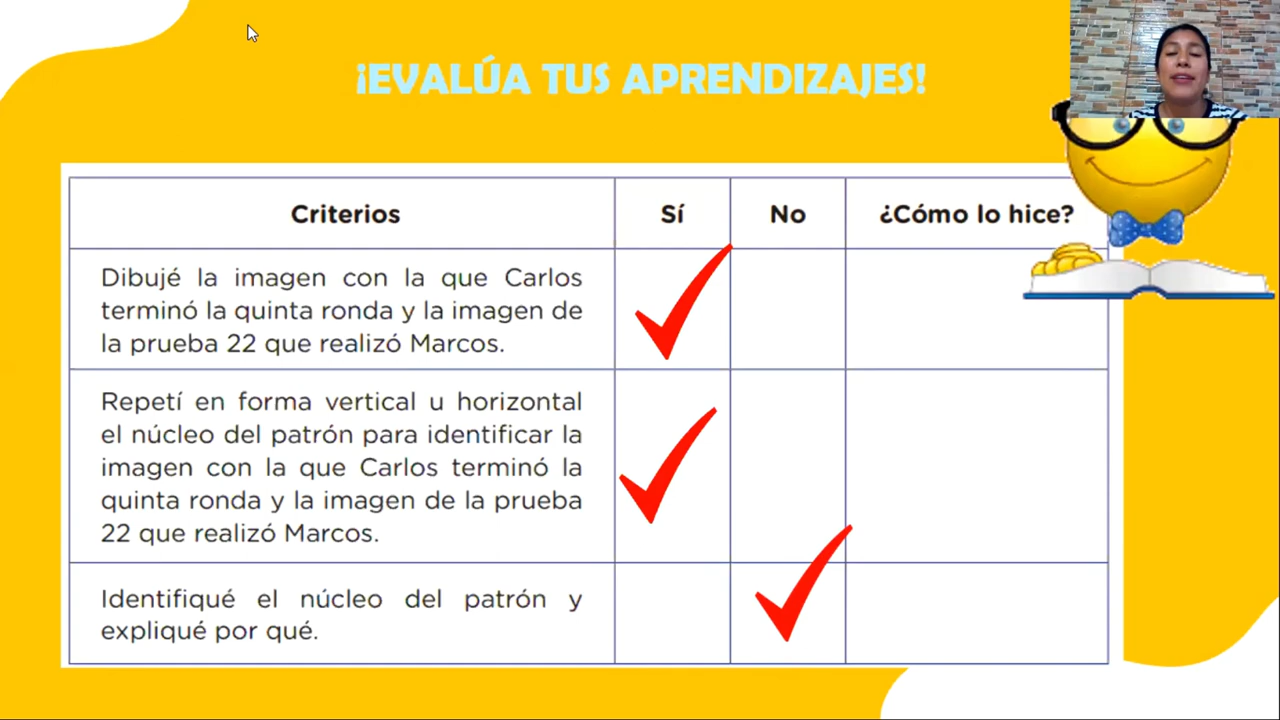 ¡EVALÚA TUS APRENDIZAJES!
Criterios
Sí
No
¿Cómo lo hice?
Dibujé la imagen con la que Carlos
terminó la quinta ronda y la imagen de
la prueba 22 que realizó Marcos.
Repetí en forma vertical u horizontal
el núcleo del patrón para identificar la
imagen con la que Carlos terminó la
quinta ronda y la imagen de la prueba
22 que realizó Marcos.
Identifiqué el núcleo del patrón y
expliqué por qué.